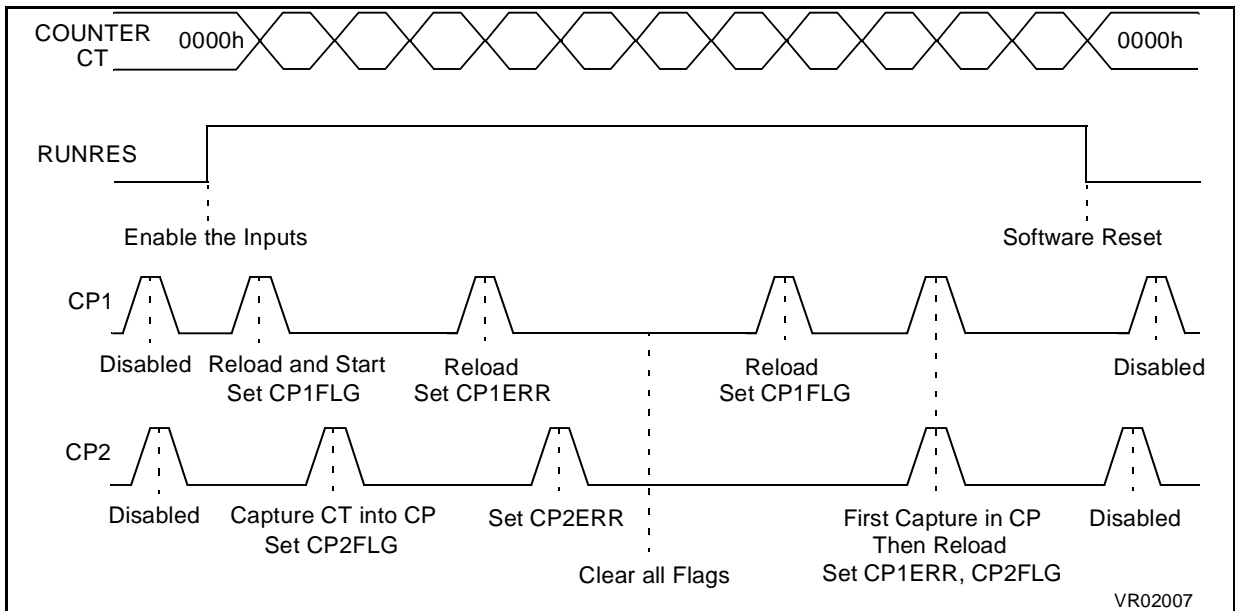 COUNTER
CT
0000h
0000h
RUNRES
Enable the Inputs
Software Reset
CP1
Disabled
Reload and Start
Set CP1FLG
Reload
Set CP1ERR
Reload
Set CP1FLG
Disabled
CP2
Disabled
Capture CT into CP
Set CP2FLG
Set CP2ERR
First Capture in CP
Then Reload
Set CP1ERR, CP2FLG
Disabled
Clear all Flags
VR02007